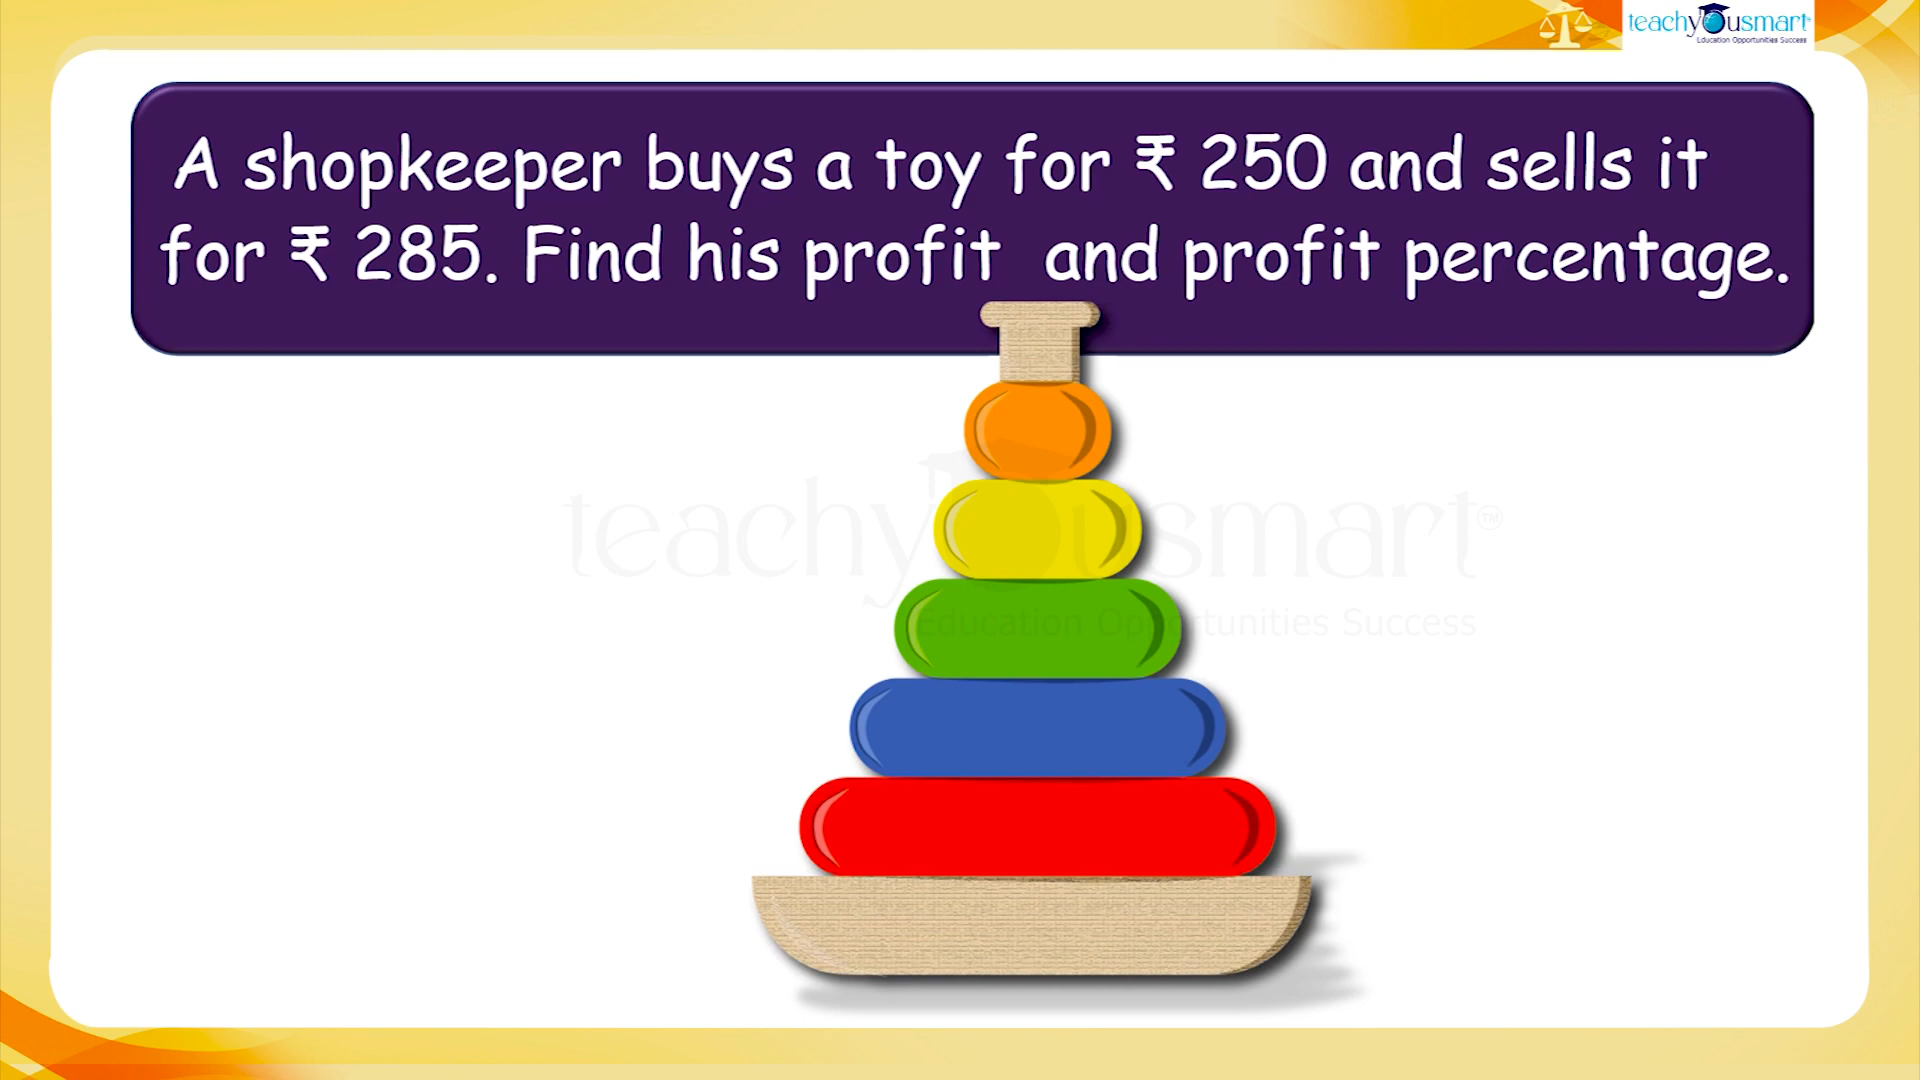 teachyousmart
Education Opportunities Success
A shopkeeper buys a toy for ₹ 250 and sells it
for ₹ 285. Find his profit and profit percentage.
teachyousmart™
Education Opportunities Success